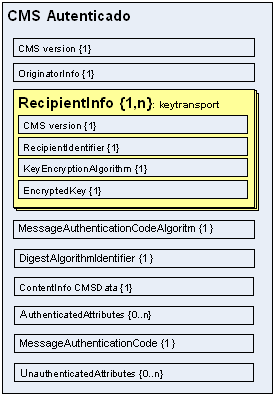 CMS Autenticado
CMS version {1}
OriginatorInfo {1}
RecipientInfo {1,n}: keytransport
CMS version {1}
RecipientIdentifier {1}
KeyEncryptionAlgorithm {1}
EncryptedKey {1}
MessageAuthenticationCodeAlgoritm {1 }
DigestAlgorithmIdentifier {1 }
ContentInfo CMSData {1}
AuthenticatedAttributes {0..n}
MessageAuthenticationCode {1 }
UnauthenticatedAttributes {0..n}